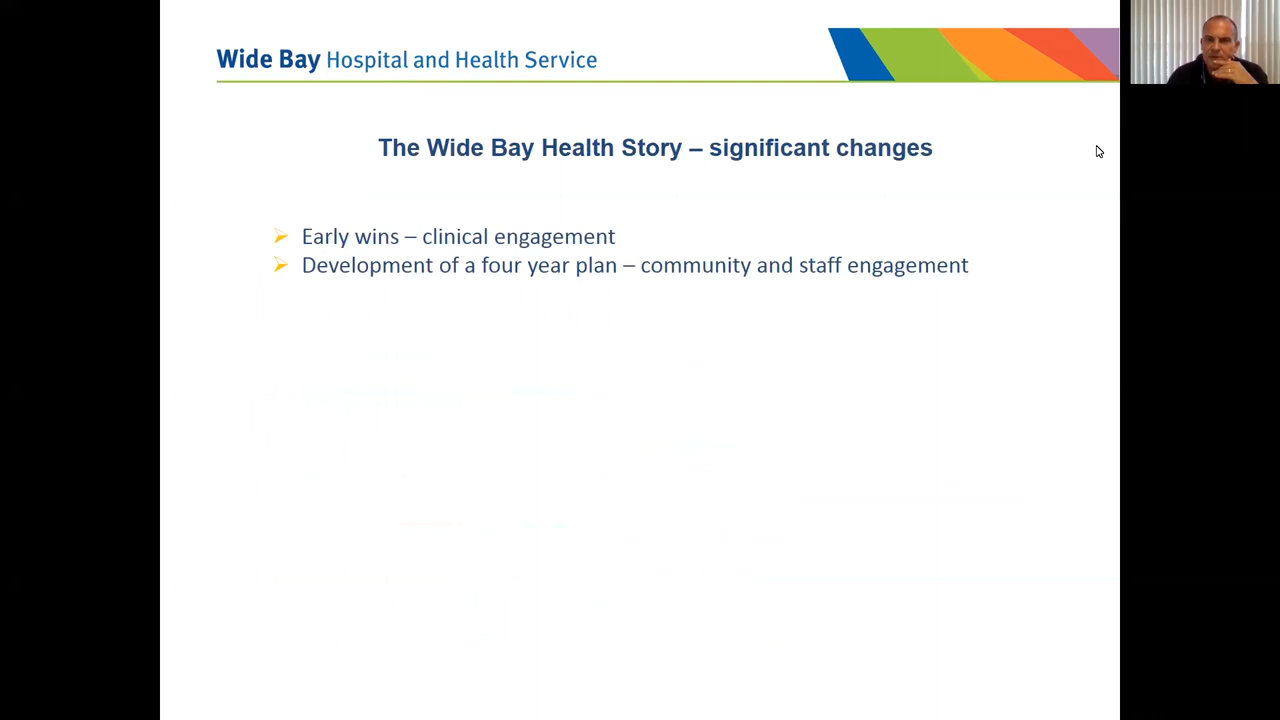 Wide Bay Hospital and Health Service
The Wide Bay Health Story – significant changes
Early wins – clinical engagement
Development of a four year plan – community and staff engagement